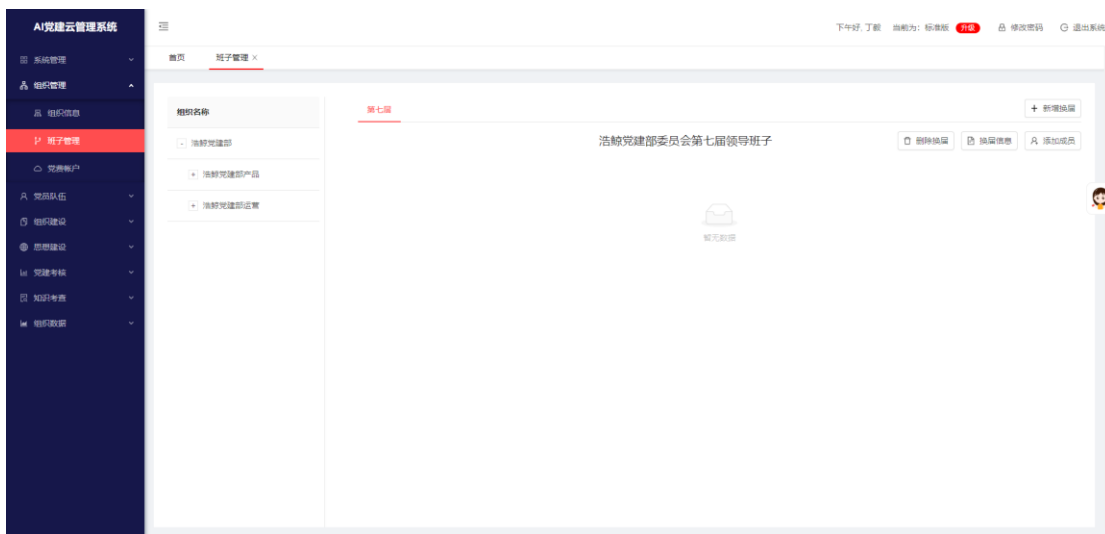 AI党建云管理系统
下午好, 丁毅 当前为: 标准版 升级 修改密码 退出系统
系统管理
首页 班子管理 ×
组织管理
组织信息
班子管理
党费帐户
党员队伍
组织建设
思想建设
党建考核
知识考查
组织数据
组织名称
浩鲸党建部
浩鲸党建部产品
浩鲸党建部运营
第七届
+ 新增换届
浩鲸党建部委员会第七届领导班子
删除换届 换届信息 添加成员
暂无数据